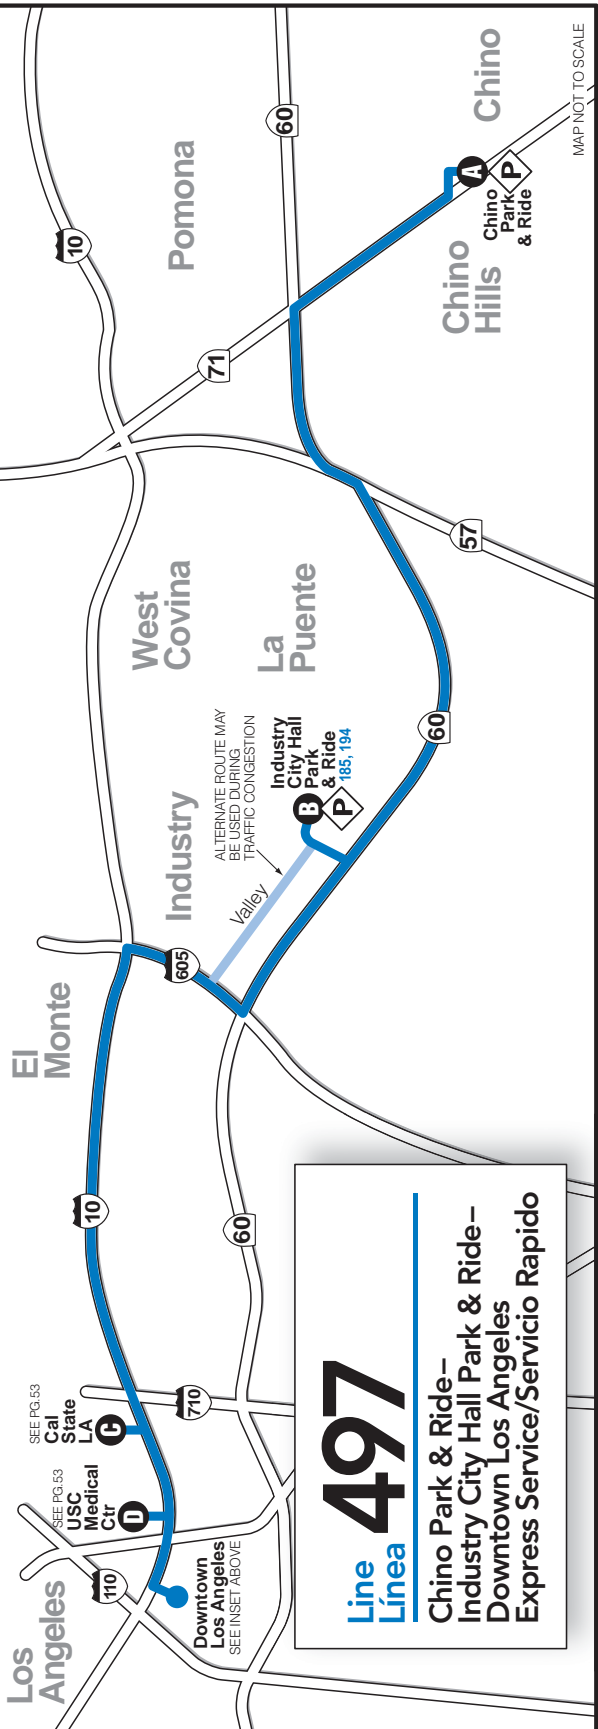 Los
Angeles
110
Downtown
Los Angeles
SEE INSET ABOVE
SEE PG.53
USC
Medical
Ctr
D
SEE PG.53
Cal
State
LA
C
710
10
60
El
Monte
605
Industry
Valley
ALTERNATE ROUTE MAY
BE USED DURING
TRAFFIC CONGESTION
B
P
Industry
City Hall
Park
& Ride
185, 194
West
Covina
La
Puente
60
57
71
10
Pomona
60
Chino
Hills
Chino
Park
& Ride
A
P
Chino
MAP NOT TO SCALE
Line
Línea
497
Chino Park & Ride–
Industry City Hall Park & Ride–
Downtown Los Angeles
Express Service/Servicio Rapido